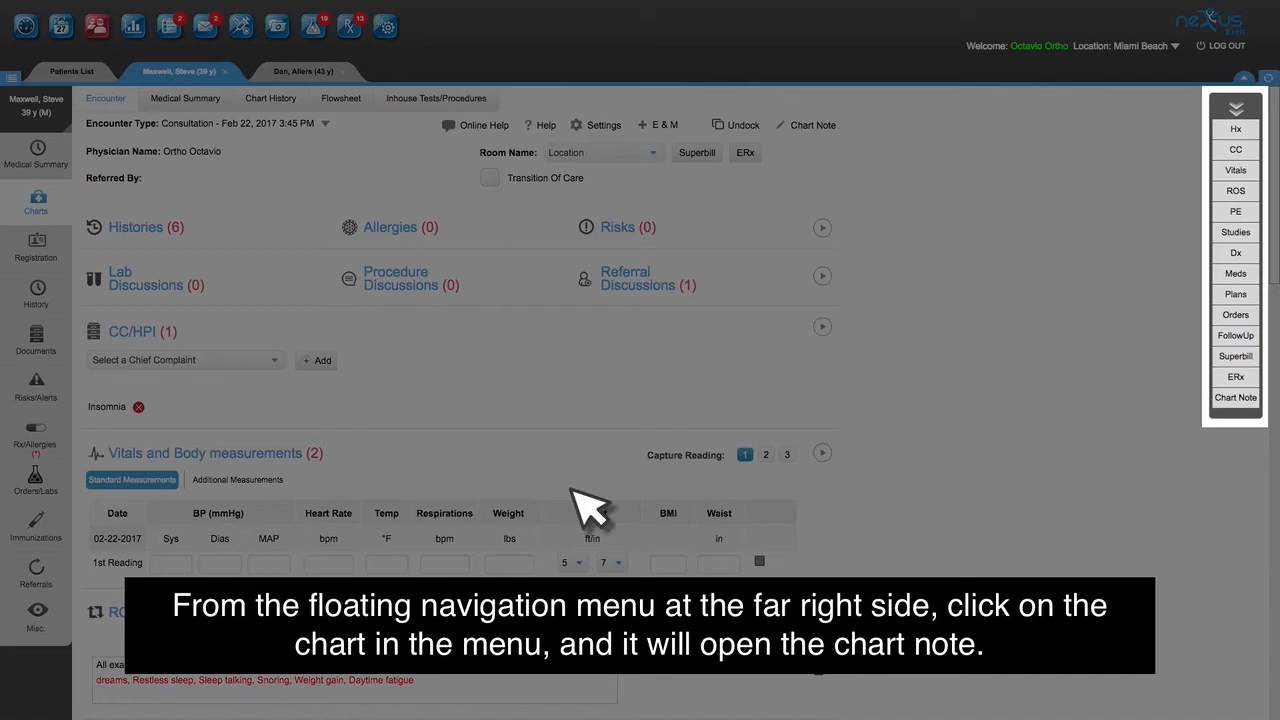 27
2
2
19
13
neXus
EHR
Welcome: Octavio Ortho Location: Miami Beach
LOG OUT
Patients List
Maxwell, Steve (39 y)
Dan, Allers (43 y)
Maxwell, Steve
39 y (M)
Medical Summary
Charts
Registration
History
Documents
Risks/Alerts
Rx/Allergies
(*)
Orders/Labs
Immunizations
Referrals
Misc.
Encounter
Medical Summary
Chart History
Flowsheet
Inhouse Tests/Procedures
Encounter Type: Consultation - Feb 22, 2017 3:45 PM
Online Help
? Help
Settings
+ E & M
Undock
Chart Note
Physician Name: Ortho Octavio
Room Name: Location
Superbill
ERx
Referred By:
Transition Of Care
Histories (6)
Allergies (0)
Risks (0)
Lab
Discussions (0)
Procedure
Discussions (0)
Referral
Discussions (1)
CC/HPI (1)
Select a Chief Complaint
+ Add
Insomnia
Vitals and Body measurements (2)
Capture Reading: 1 2 3
Standard Measurements
Additional Measurements
Date BP (mmHg) Heart Rate Temp Respirations Weight BMI Waist
02-22-2017 Sys Dias MAP bpm °F bpm lbs ft/in in
1st Reading 5 7
All exa
dreams, Restless sleep, Sleep talking, Snoring, Weight gain, Daytime fatigue
Hx
CC
Vitals
ROS
PE
Studies
Dx
Meds
Plans
Orders
FollowUp
Superbill
ERx
Chart Note
From the floating navigation menu at the far right side, click on the
chart in the menu, and it will open the chart note.